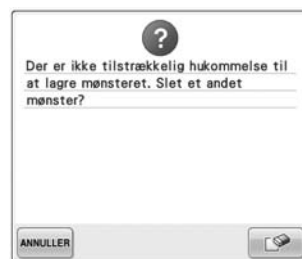 ?
Der er ikke tilstrækkelig hukommelse til
at lagre mønsteret. Slet et andet
mønster?
ANNULLER